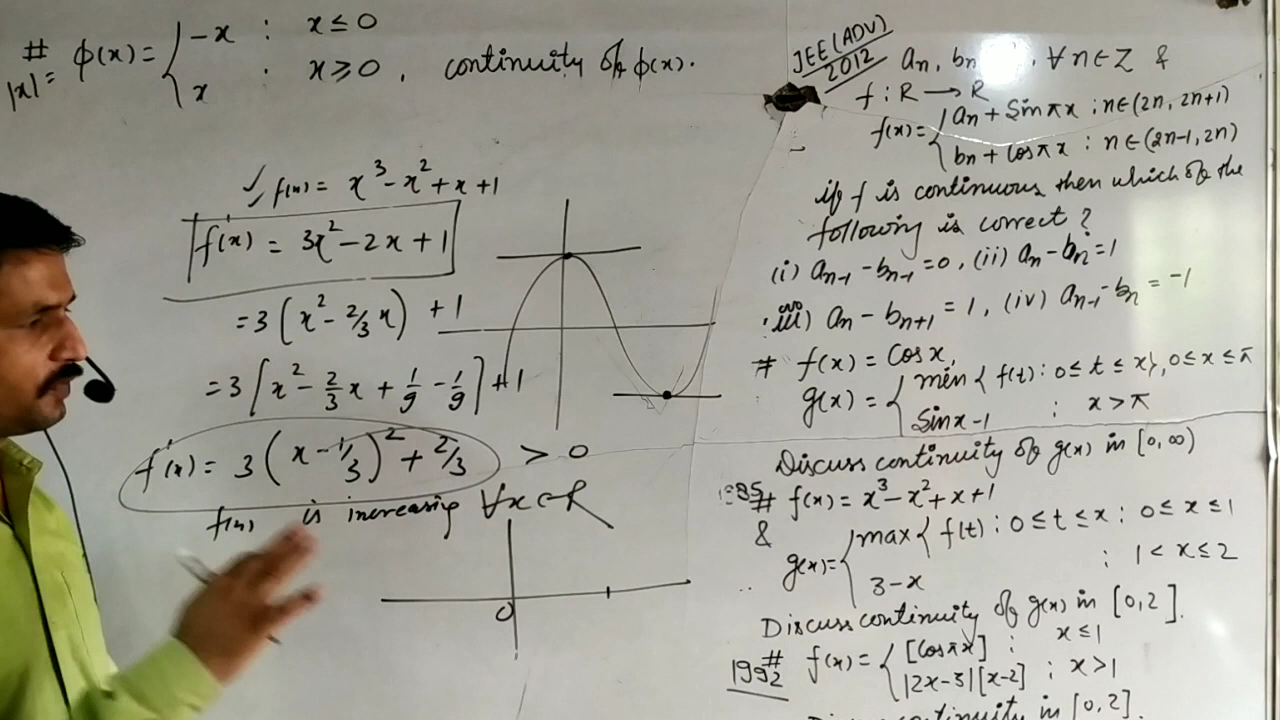 # ϕ(x) = { -x : x ≤ 0
|x| = x : x ≥ 0 , continuity of ϕ(x).
✓ f(x) = x³ - x² + x + 1
f'(x) = 3x² - 2x + 1
= 3 (x² - 2/3 x) + 1
= 3 [x² - 2/3 x + 1/9 - 1/9] + 1
f'(x) = 3 (x - 1/3)² + 2/3 > 0
f(x) is increasing ∀ x ∈ R
0
JEE (ADV)
2012
an, bn , ∀ n ∈ Z &
f : R → R
f(x) = { an + Sin πx : n ∈ (2n, 2n+1)
bn + Cos πx : n ∈ (2n-1, 2n)
if f is continuous then which of the
following is correct ?
(i) an-1 - bn-1 = 0, (ii) an - bn = 1
(iii) an - bn+1 = 1, (iv) an-1 - bn = -1
# f(x) = Cos x,
g(x) = { min { f(t) : 0 ≤ t ≤ x}, 0 ≤ x ≤ π
Sin x - 1 : x > π
Discuss continuity of g(x) in [0, ∞)
1985 # f(x) = x³ - x² + x + 1
&
g(x) = { max { f(t) : 0 ≤ t ≤ x : 0 ≤ x ≤ 1
3 - x : 1 < x ≤ 2
Discuss continuity of g(x) in [0, 2].
1992 # f(x) = { [Cos πx] : x ≤ 1
|2x - 3| [x - 2] : x > 1
continuity in [0, 2].